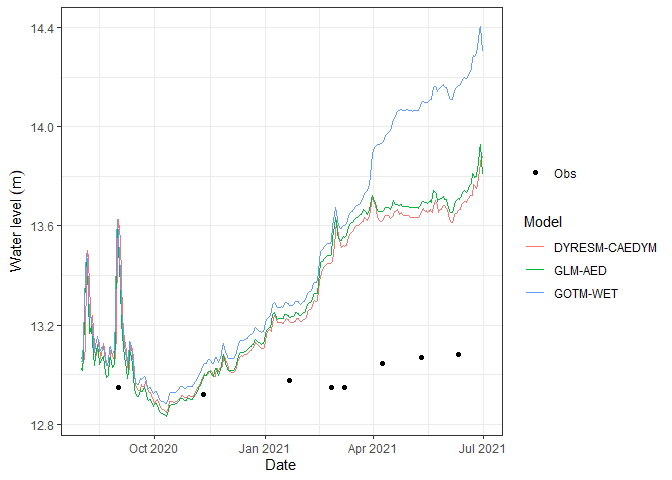 14.4
14.0
13.6
13.2
12.8
Water level (m)
Oct 2020
Jan 2021
Apr 2021
Jul 2021
Date
Obs
Model
DYRESM-CAEDYM
GLM-AED
GOTM-WET